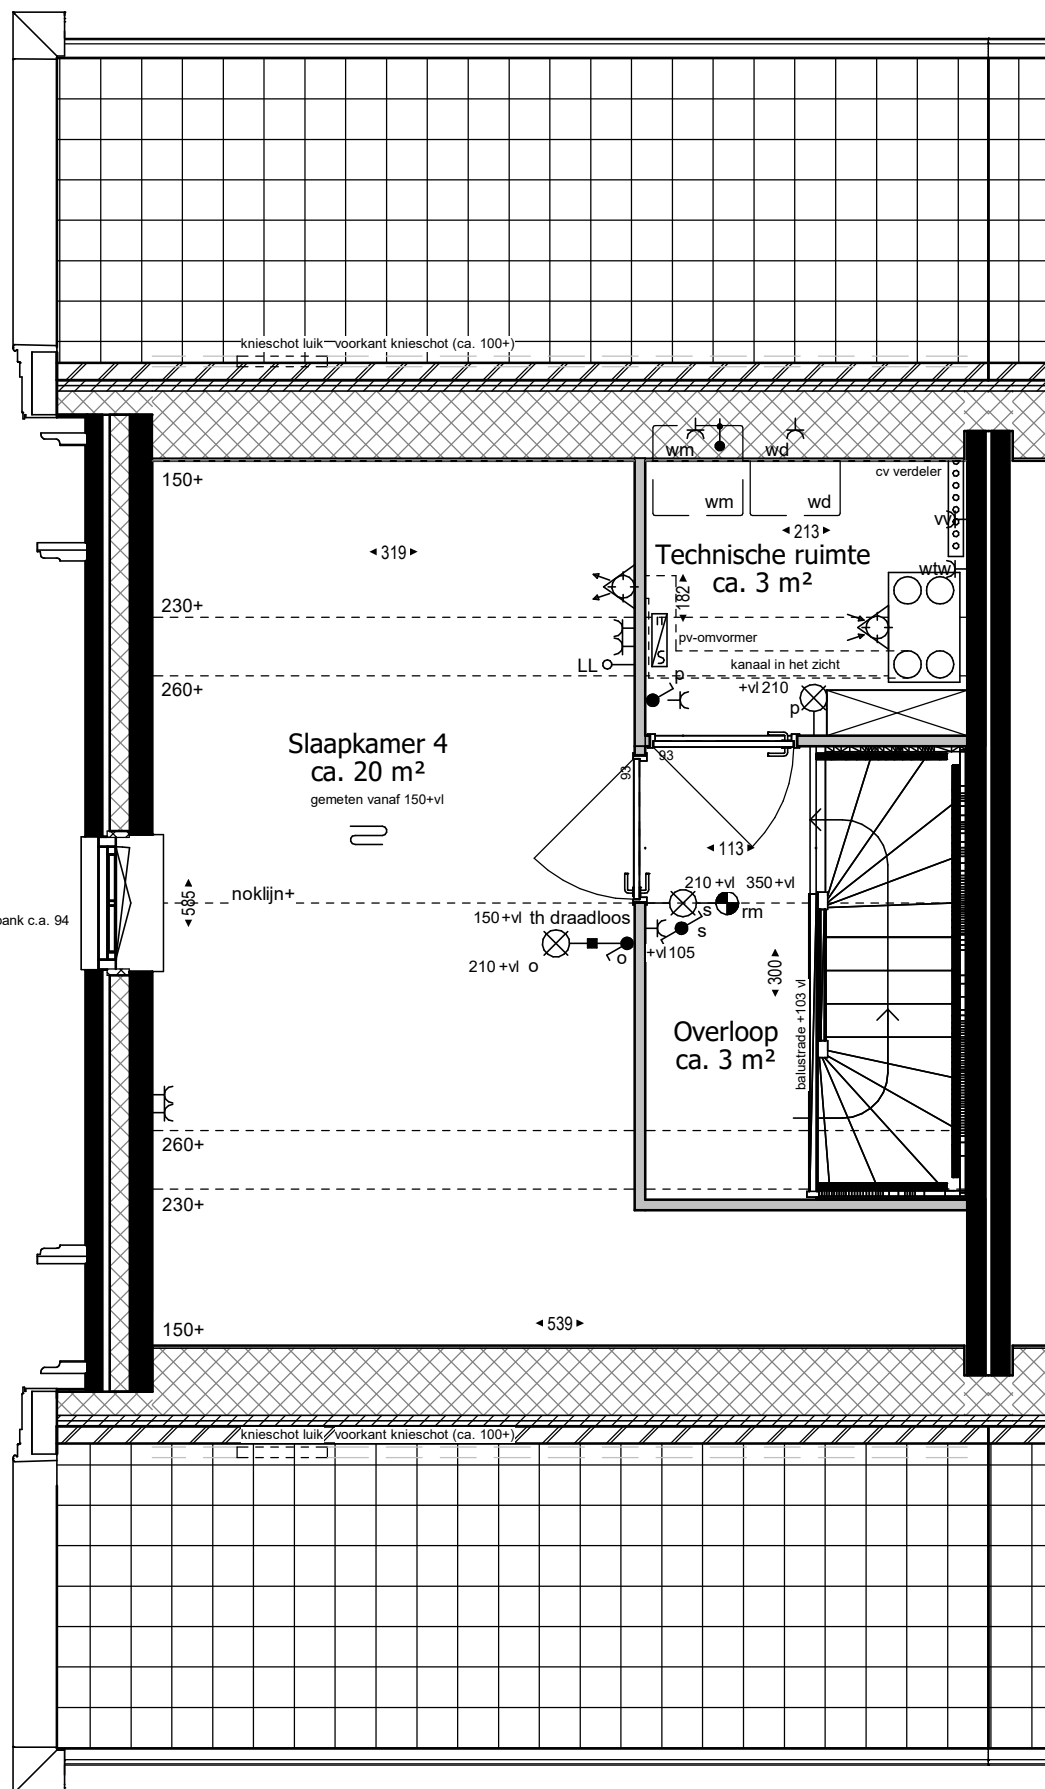 knieschot luik voorkant knieschot (ca. 100+)
wm wd
cv verdeler
150+
wm wd
vv
213
319
Technische ruimte
ca. 3 m²
wtw
182
230+
m
S
pv-omvormer
LL
kanaal in het zicht
p
260+
+vl 210
p
Slaapkamer 4
ca. 20 m²
gemeten vanaf 150+vl
93
93
113
noklijn+
585
210 +vl 350+vl
s rm
bank c.a. 94
150+vl th draadloos
s
o +vl 105
210 +vl o
300
balustrade +103 vl
Overloop
ca. 3 m²
260+
230+
150+
539
knieschot luik voorkant knieschot (ca. 100+)